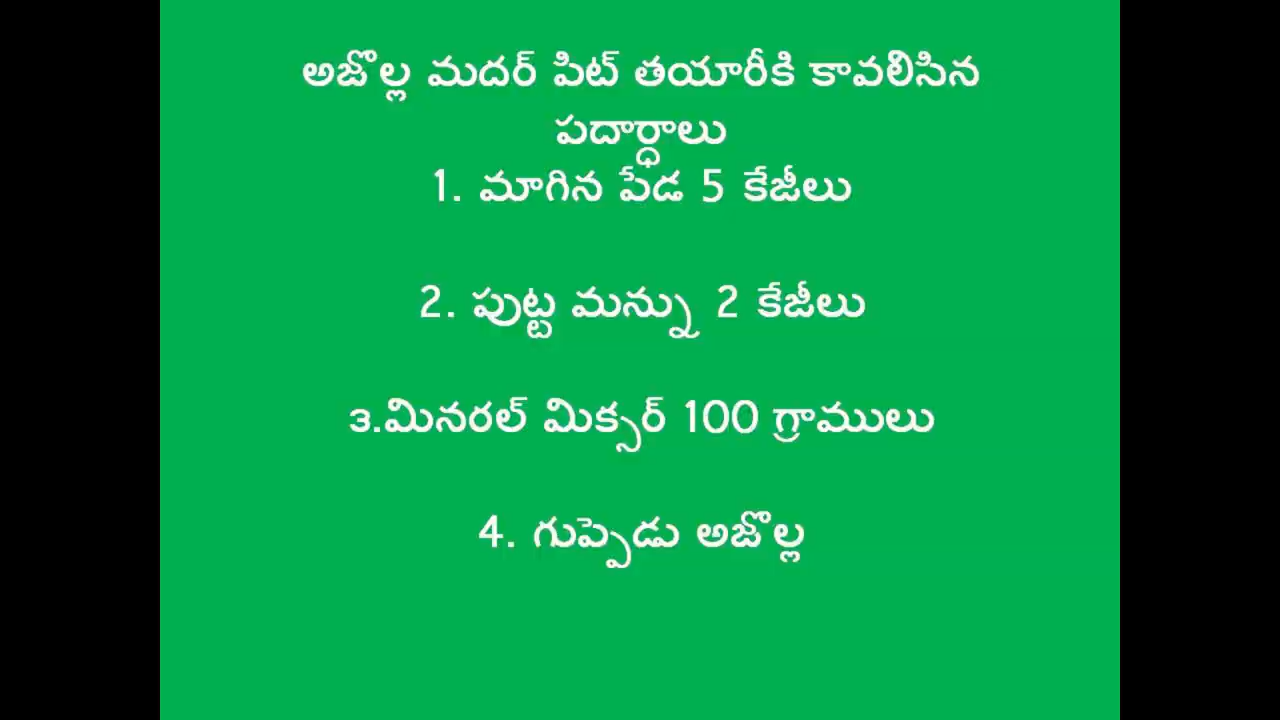 అజొల్ల మదర్ పిట్ తయారీకి కావలిసిన
పదార్ధాలు
1. మాగిన పేడ 5 కేజీలు
2. పుట్ట మన్ను 2 కేజీలు
3.మినరల్ మిక్సర్ 100 గ్రాములు
4. గుప్పెడు అజొల్ల